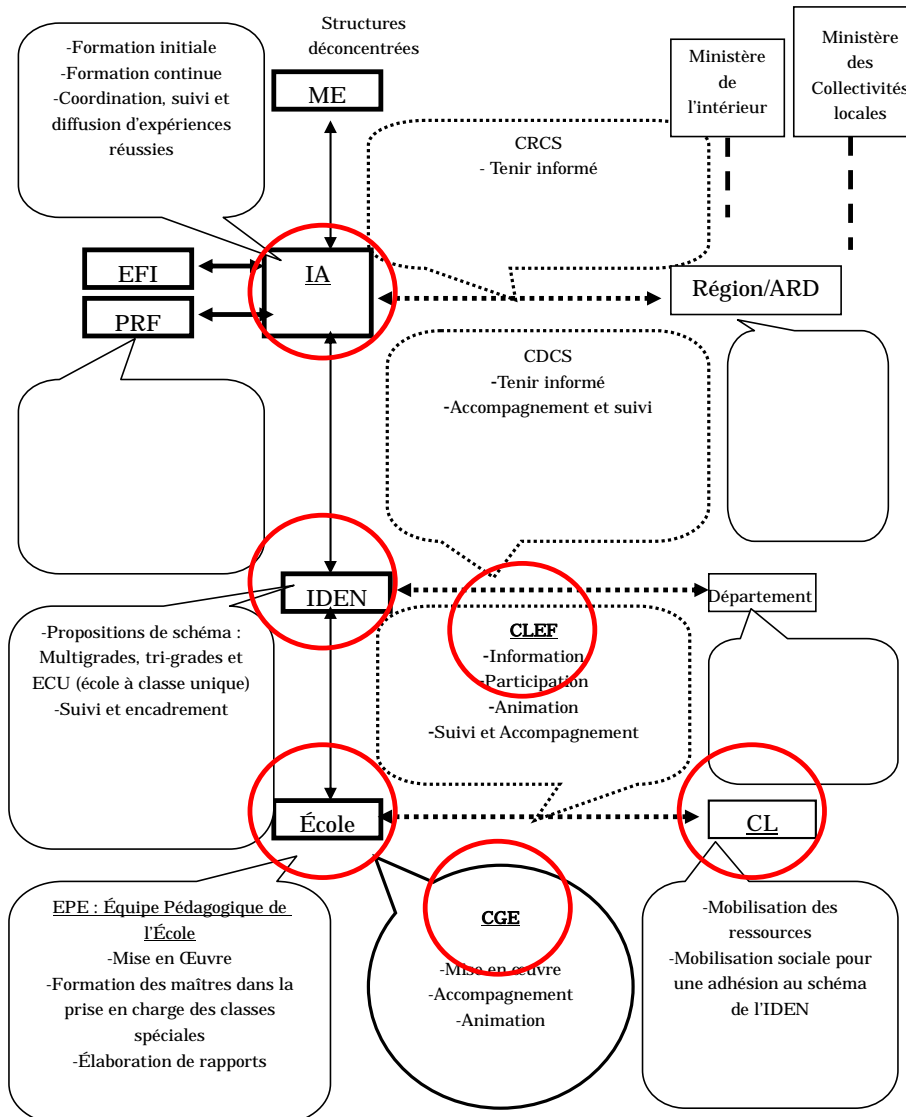 Structures
déconcentrées
-Formation initiale
-Formation continue
-Coordination, suivi et
diffusion d'expériences
réussies
ME
Ministère
de
l'intérieur
Ministère
des
Collectivités
locales
CRCS
- Tenir informé
EFI
IA
PRF
Région/ARD
CDCS
-Tenir informé
-Accompagnement et suivi
IDEN
Département
-Propositions de schéma :
Multigrades, tri-grades et
ECU (école à classe unique)
-Suivi et encadrement
CLEF
-Information
-Participation
-Animation
-Suivi et Accompagnement
École
CL
EPE : Équipe Pédagogique de
l'École
-Mise en Œuvre
-Formation des maîtres dans la
prise en charge des classes
spéciales
-Élaboration de rapports
CGE
-Mise en œuvre
-Accompagnement
-Animation
-Mobilisation des
ressources
-Mobilisation sociale pour
une adhésion au schéma
de l'IDEN